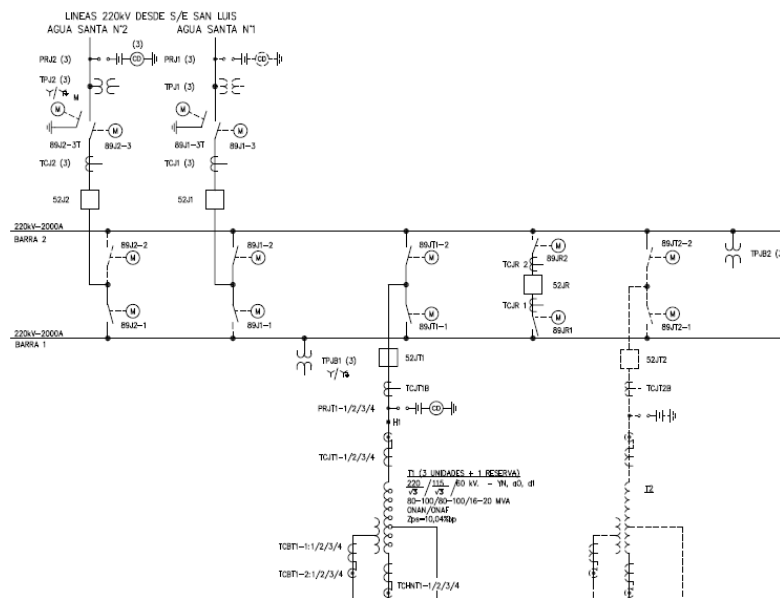 LINEAS 220kV DESDE S/E SAN LUIS
AGUA SANTA N°2
AGUA SANTA N°1
(3)
PRJ2 (3)
CD
PRJ1 (3)
CD
TPJ2 (3)
TPJ1 (3)
M
M
M
M
M
89J2-3T
89J2-3
89J1-3T
89J1-3
TCJ2 (3)
TCJ1 (3)
52J2
52J1
220kV-2000A
BARRA 2
89J2-2
M
89J1-2
M
89JT1-2
M
M
89JR2
TCJR 2
52JR
TCJR 1
M
89JR1
89JT2-2
M
TPJB2 (3
M
89J2-1
M
89J1-1
M
89JT1-1
M
89JT2-1
220kV-2000A
BARRA 1
TPJB1 (3)
52JT1
52JT2
TCJT1B
TCJT2B
PRJT1-1/2/3/4
CD
H1
TCJT1-1/2/3/4
T1 (3 UNIDADES + 1 RESERVA)
220/√3 / 115/√3 /60 kV. - YN, a0, d1
80-100/80-100/16-20 MVA
ONAN/ONAF
Zps=10,04%bp
T2
TCBT1-1:1/2/3/4
TCBT1-2:1/2/3/4
TCHNT1-1/2/3/4